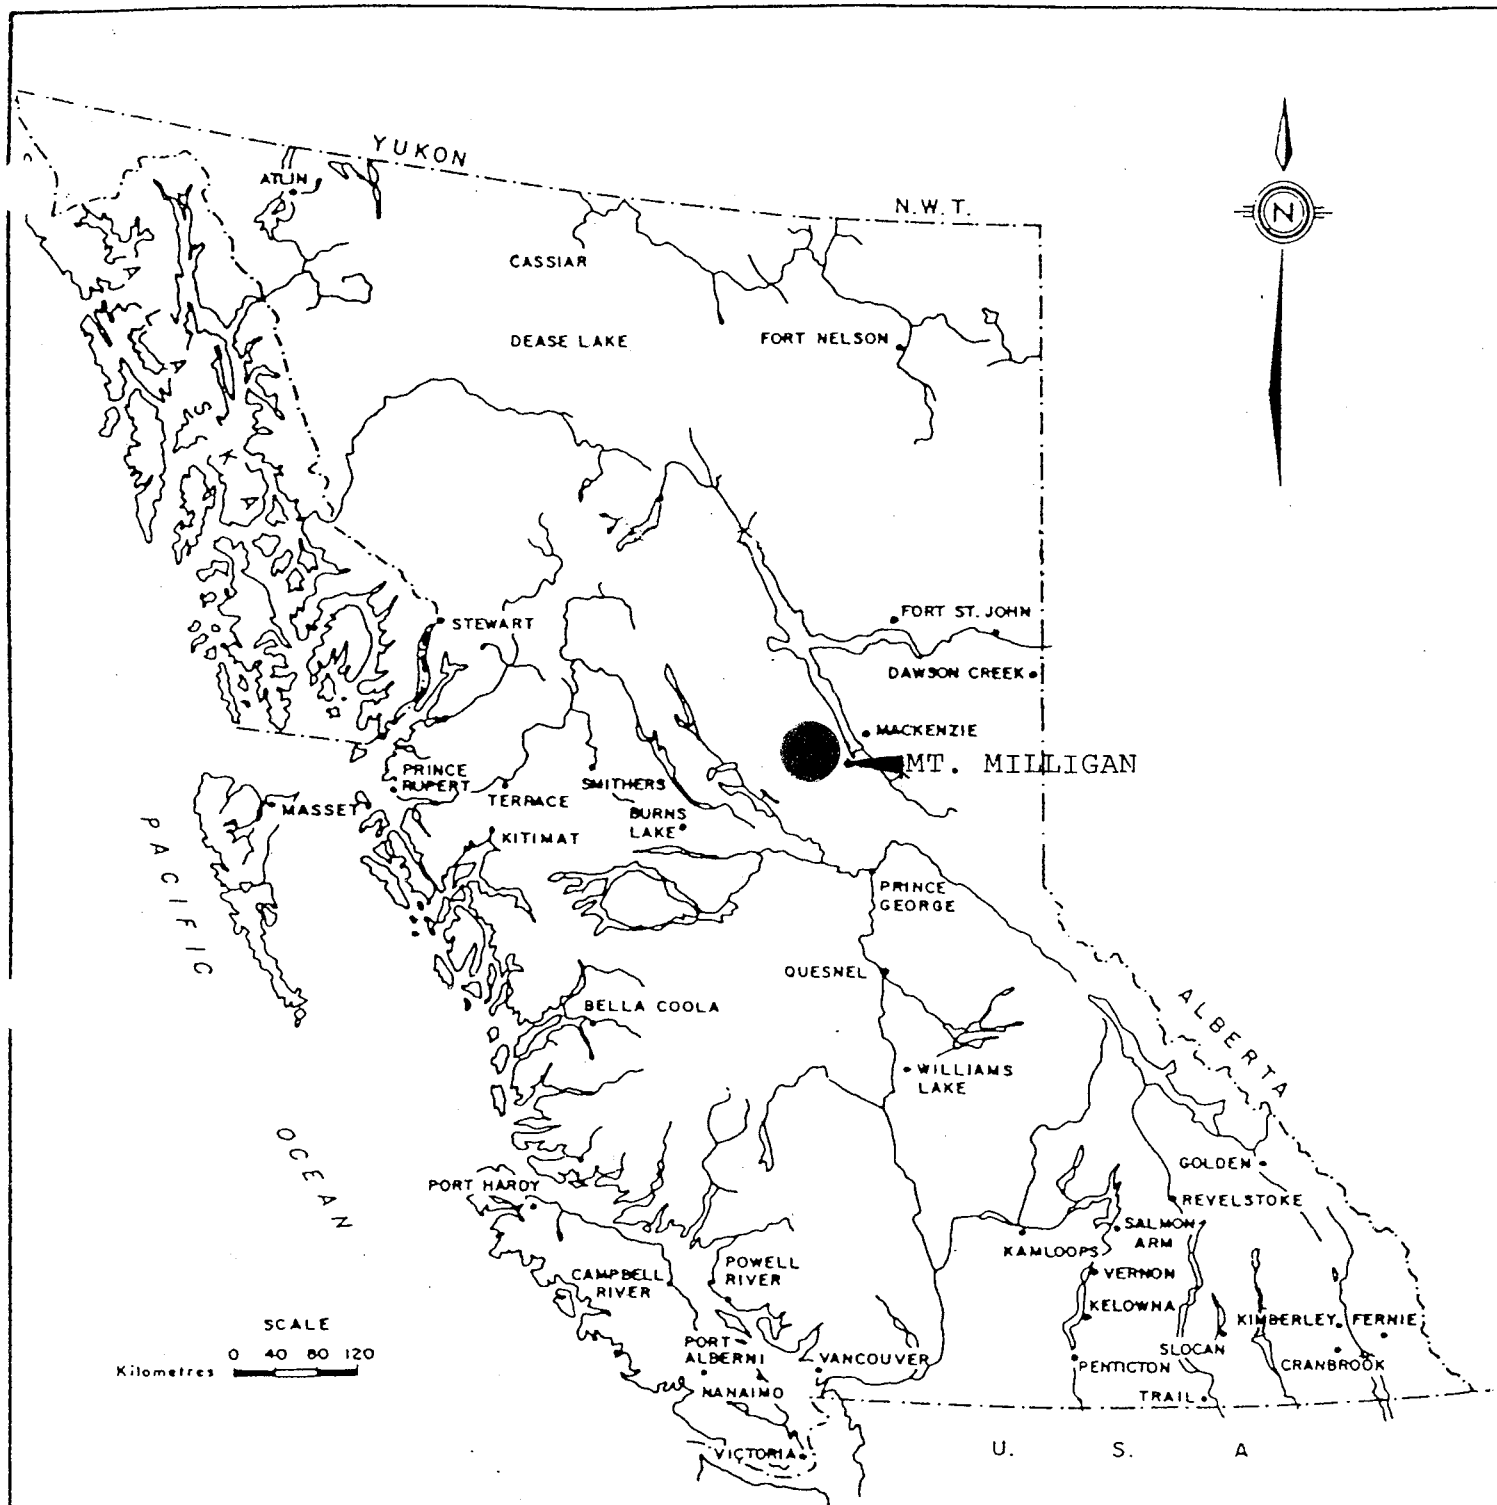 YUKON
ATLIN
N.W.T.
N
CASSIAR
DEASE LAKE
FORT NELSON
ALASKA
FORT ST. JOHN
STEWART
DAWSON CREEK
MACKENZIE
MT. MILLIGAN
PRINCE
RUPERT
SMITHERS
TERRACE
MASSET
BURNS
LAKE
KITIMAT
PRINCE
GEORGE
PACIFIC
QUESNEL
BELLA COOLA
ALBERTA
WILLIAMS
LAKE
OCEAN
GOLDEN
PORT HARDY
REVELSTOKE
SALMON
ARM
KAMLOOPS
POWELL
RIVER
CAMPBELL
RIVER
VERNON
KELOWNA
KIMBERLEY
FERNIE
SCALE
PORT
ALBERNI
SLOCAN
VANCOUVER
PENTICTON
CRANBROOK
Kilometres 0 40 80 120
NANAIMO
TRAIL
VICTORIA
U. S. A